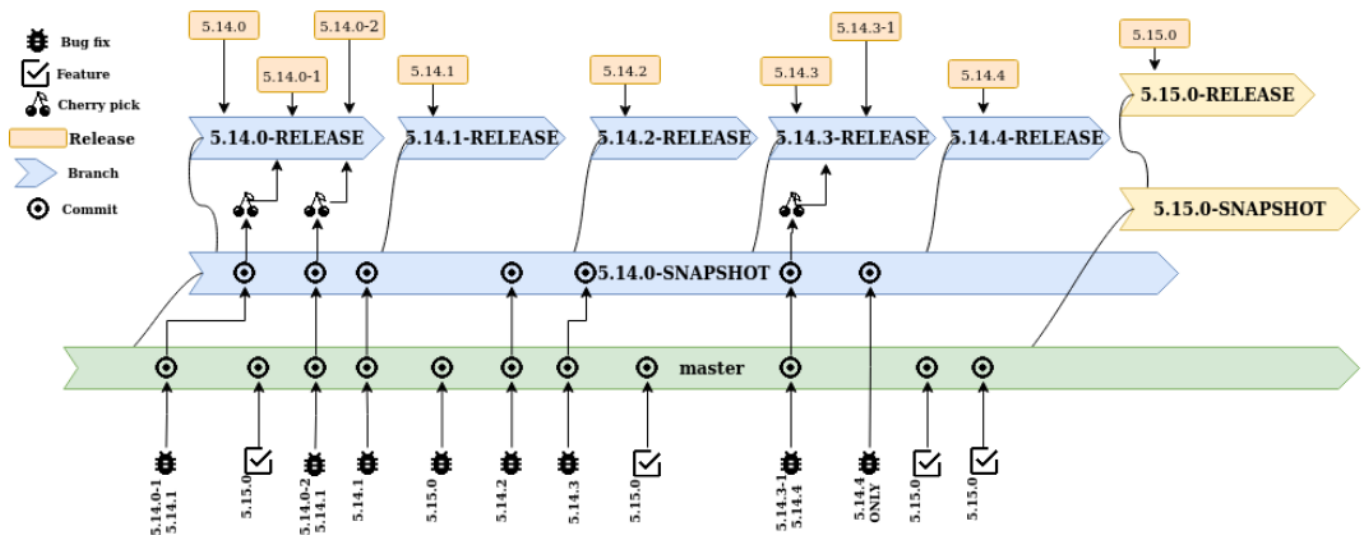 5.14.0
5.14.0-2
5.14.3-1
5.15.0
Bug fix
Feature
5.14.0-1
5.14.1
5.14.2
5.14.3
5.14.4
Cherry pick
5.15.0-RELEASE
Release
5.14.0-RELEASE
5.14.1-RELEASE
5.14.2-RELEASE
5.14.3-RELEASE
5.14.4-RELEASE
Branch
Commit
5.15.0-SNAPSHOT
5.14.0-SNAPSHOT
master
5.14.0-1
5.14.1
5.15.0
5.14.0-2
5.14.1
5.14.1
5.15.0
5.14.2
5.14.3
5.15.0
5.14.3-1
5.14.4
5.14.4
ONLY
5.15.0
5.15.0